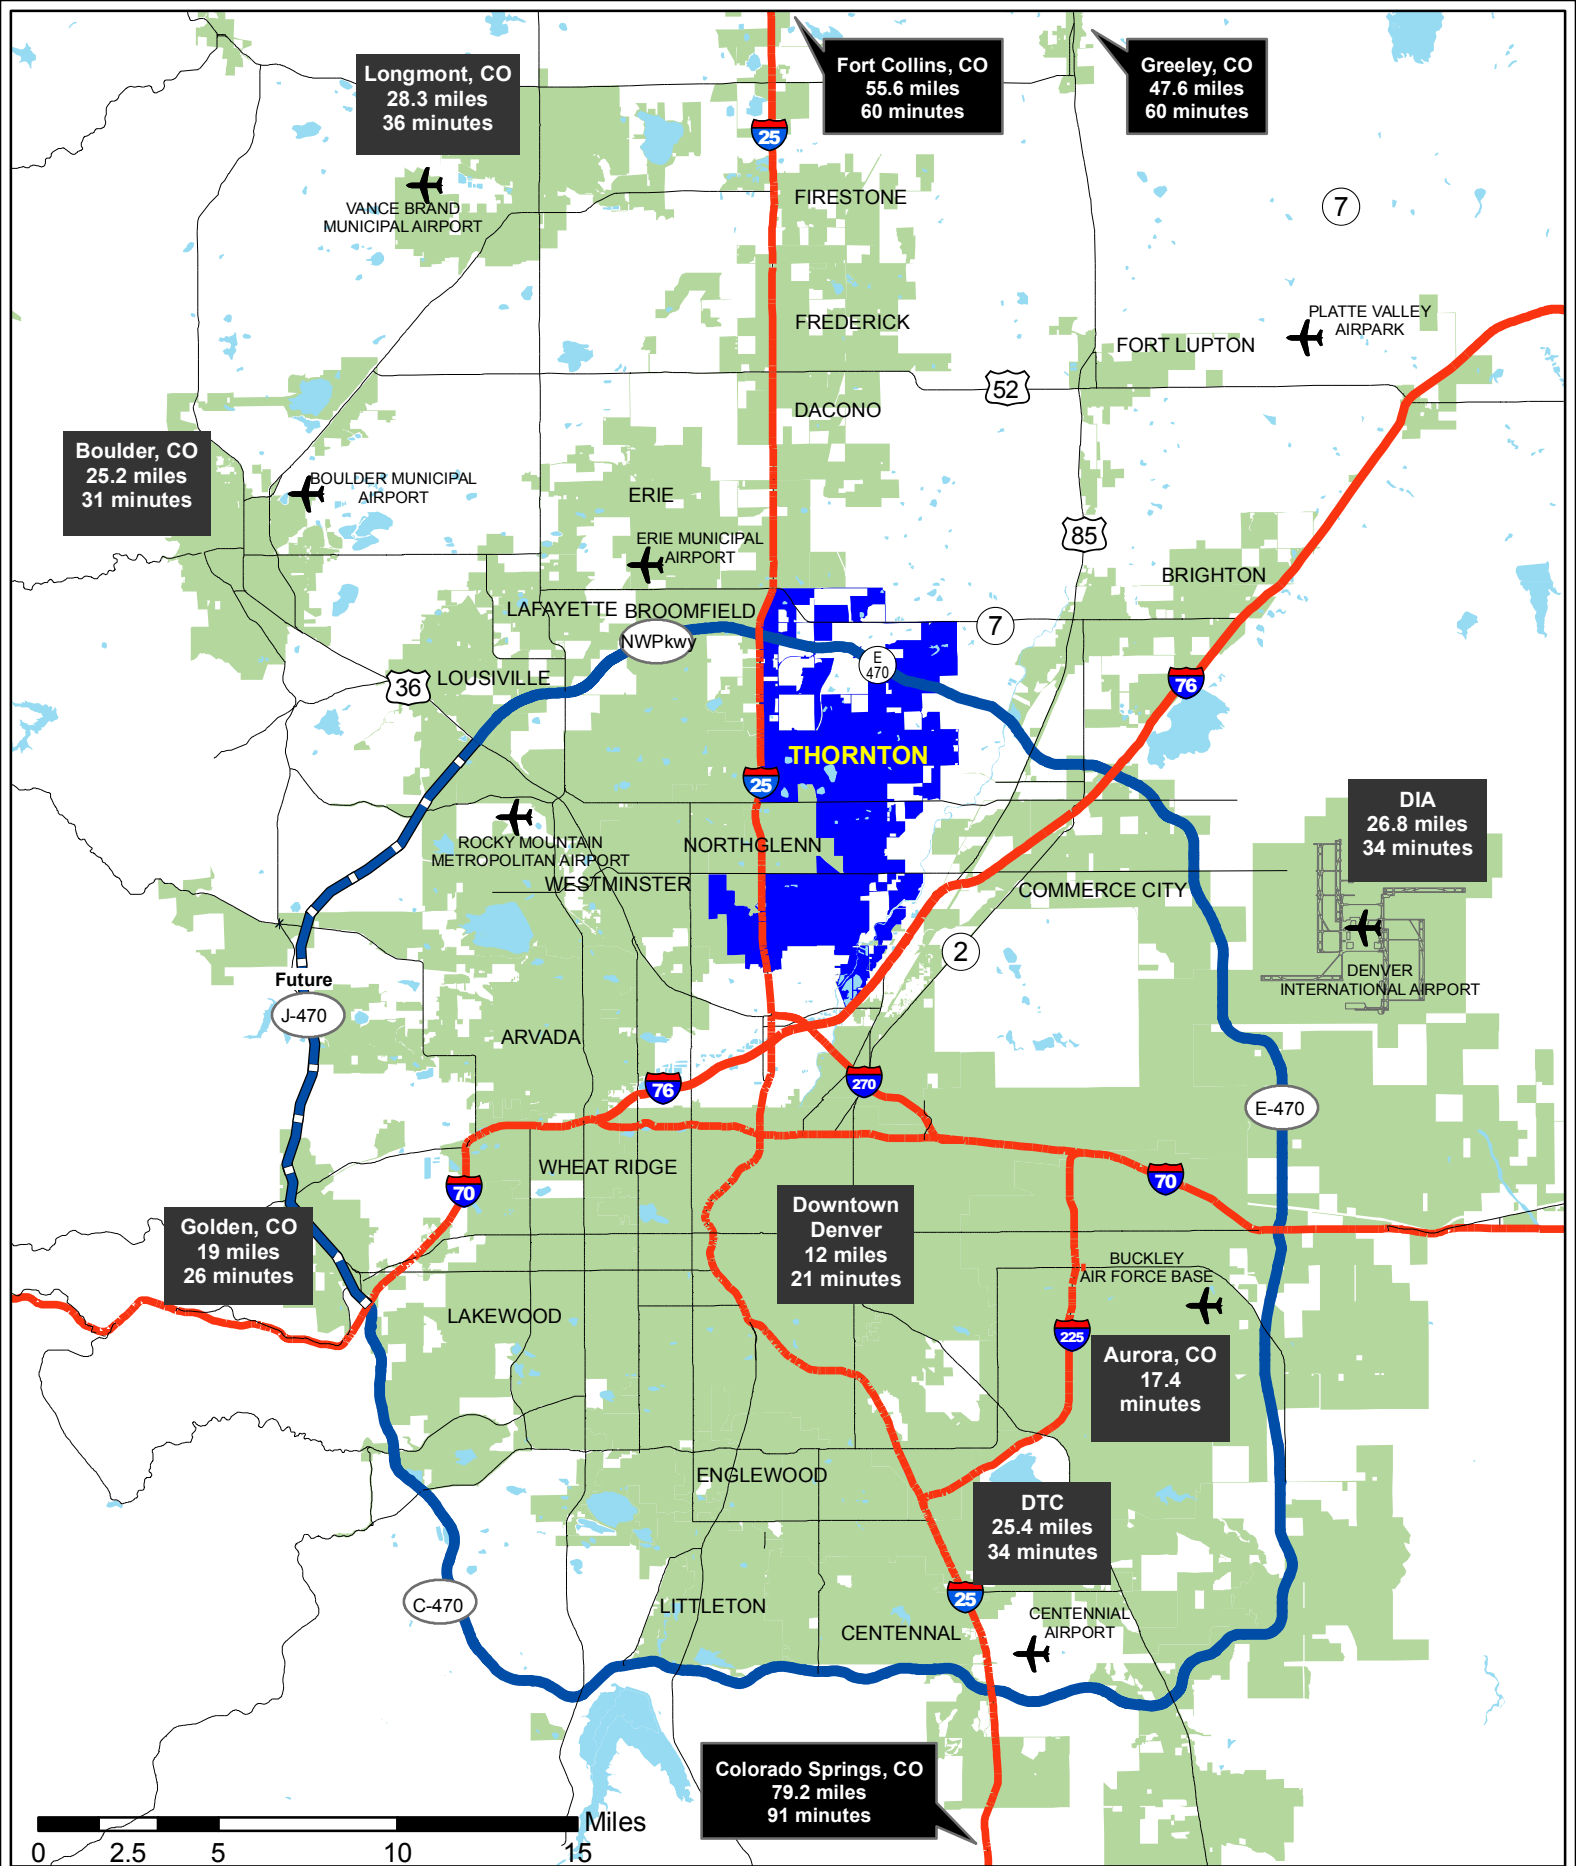 Longmont, CO
28.3 miles
36 minutes
Fort Collins, CO
55.6 miles
60 minutes
Greeley, CO
47.6 miles
60 minutes
25
VANCE BRAND
MUNICIPAL AIRPORT
FIRESTONE
7
FREDERICK
PLATTE VALLEY
AIRPARK
FORT LUPTON
52
DACONO
Boulder, CO
25.2 miles
31 minutes
BOULDER MUNICIPAL
AIRPORT
ERIE
ERIE MUNICIPAL
AIRPORT
85
BRIGHTON
LAFAYETTE
BROOMFIELD
7
NWPkwy
E
470
36
LOUSIVILLE
76
THORNTON
25
DIA
26.8 miles
34 minutes
ROCKY MOUNTAIN
METROPOLITAN AIRPORT
NORTHGLENN
WESTMINSTER
COMMERCE CITY
2
DENVER
INTERNATIONAL AIRPORT
Future
J-470
ARVADA
76
270
E-470
WHEAT RIDGE
70
70
Golden, CO
19 miles
26 minutes
Downtown
Denver
12 miles
21 minutes
BUCKLEY
AIR FORCE BASE
LAKEWOOD
225
Aurora, CO
17.4
minutes
ENGLEWOOD
DTC
25.4 miles
34 minutes
C-470
25
LITTLETON
CENTENNAL
CENTENNIAL
AIRPORT
Colorado Springs, CO
79.2 miles
91 minutes
Miles
0 2.5 5 10 15